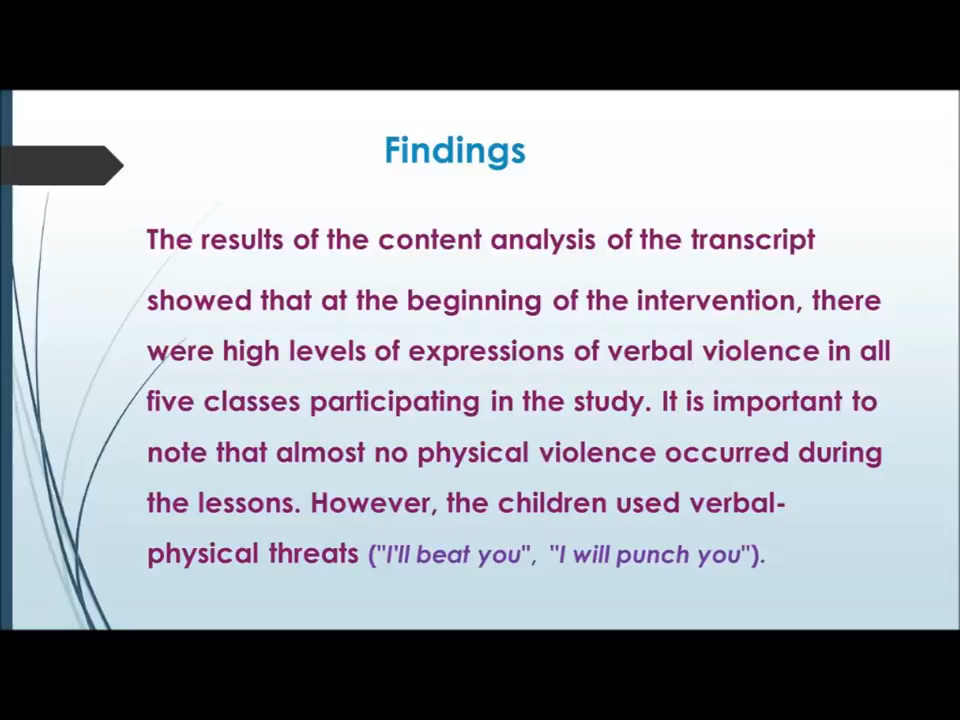 Findings
The results of the content analysis of the transcript
showed that at the beginning of the intervention, there
were high levels of expressions of verbal violence in all
five classes participating in the study. It is important to
note that almost no physical violence occurred during
the lessons. However, the children used verbal-
physical threats ("I'll beat you", "I will punch you").